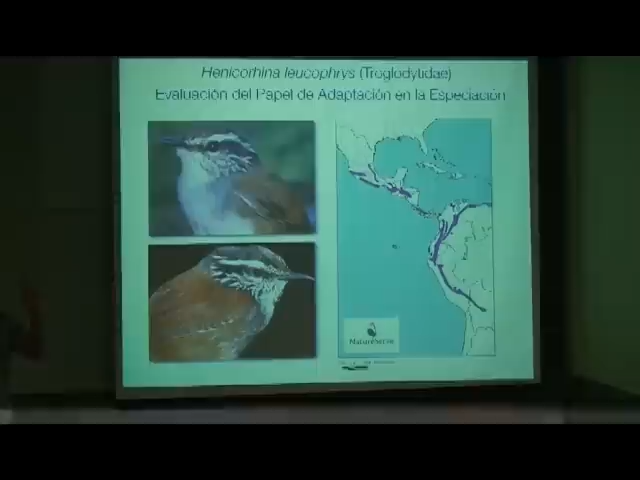 Henicorhina leucophrys (Troglodytidae)
Evaluación del Papel de Adaptación en la Especiación
NatureServe